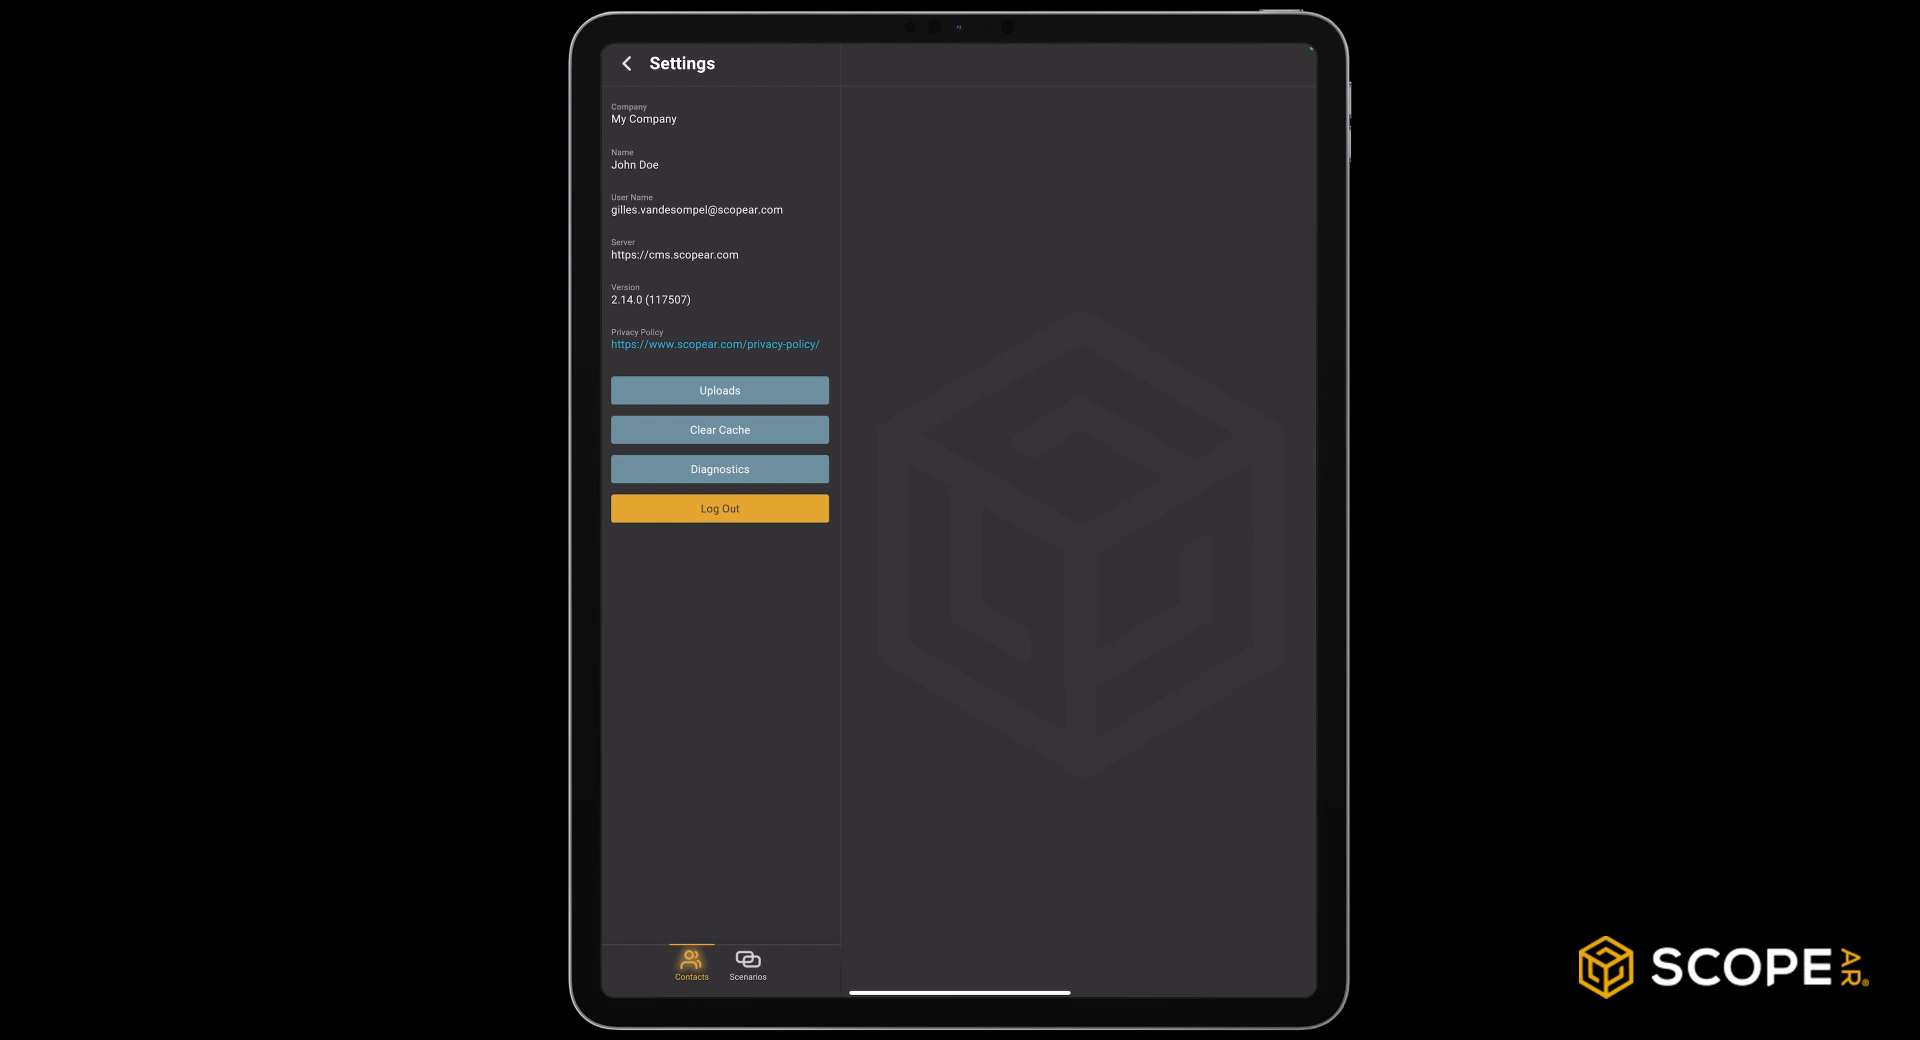 Settings
Company
My Company
Name
John Doe
User Name
gilles.vandesompel@scopear.com
Server
https://cms.scopear.com
Version
2.14.0 (117507)
Privacy Policy
https://www.scopear.com/privacy-policy/
Uploads
Clear Cache
Diagnostics
Log Out
Contacts
Scenarios
SCOPE AR®